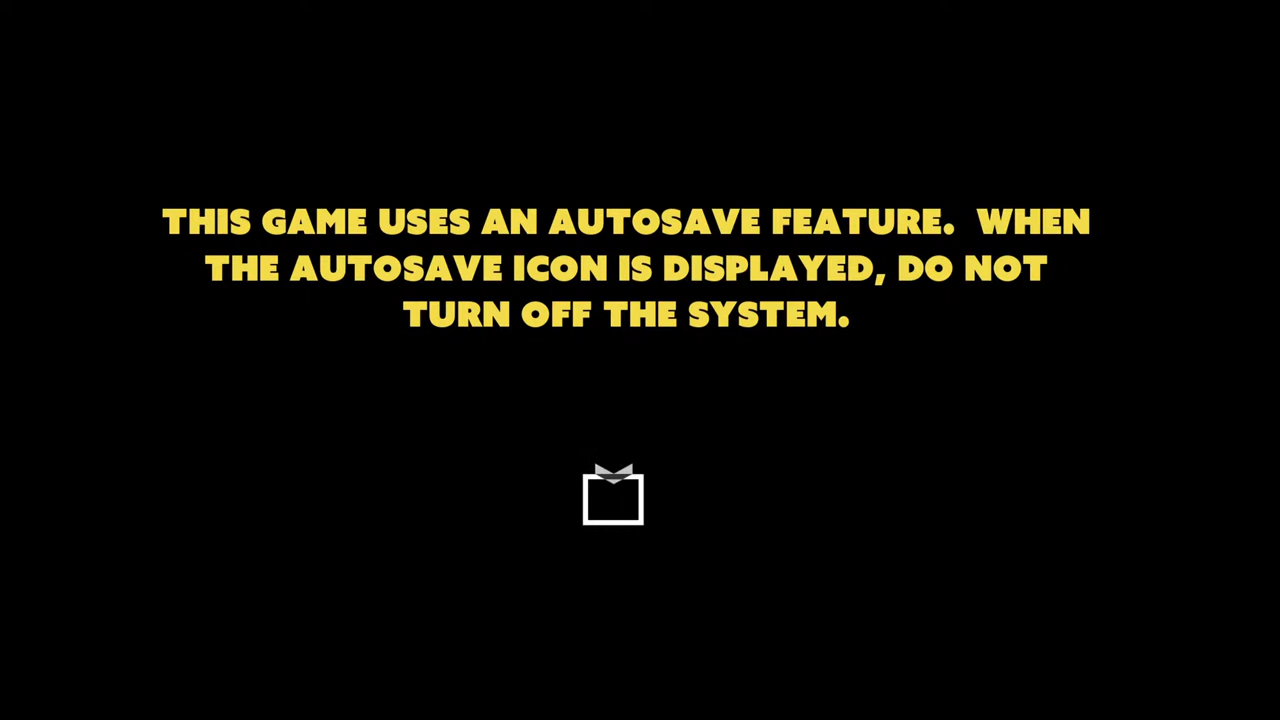 THIS GAME USES AN AUTOSAVE FEATURE.  WHEN
THE AUTOSAVE ICON IS DISPLAYED, DO NOT
TURN OFF THE SYSTEM.